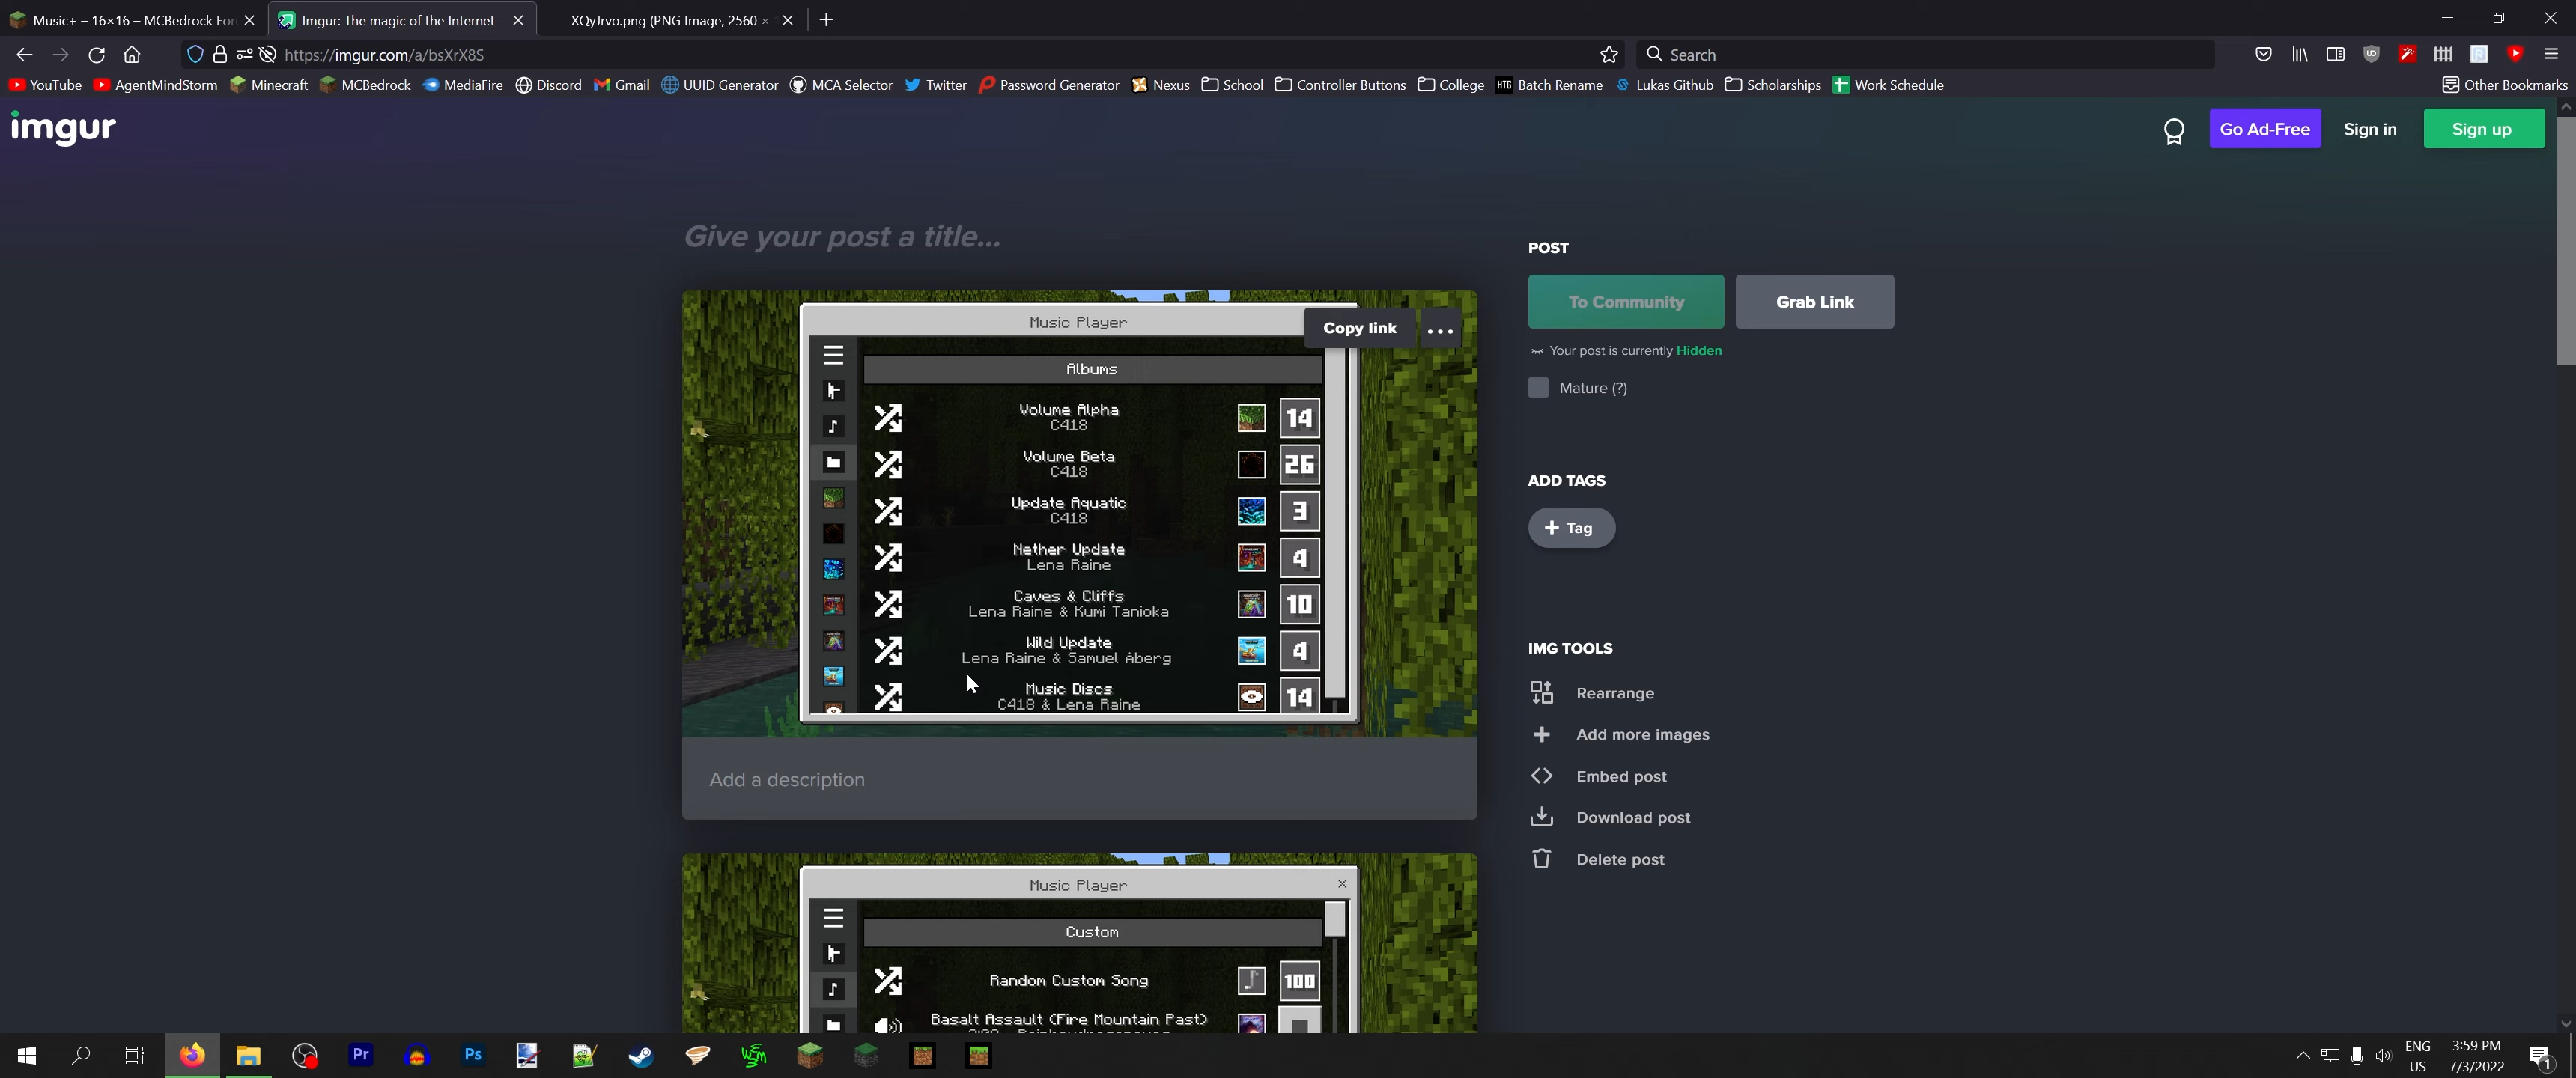 Music+ – 16×16 – MCBedrock For
Imgur: The magic of the Internet
XQyJrvo.png (PNG Image, 2560 ×
https://imgur.com/a/bsXrX8S
Search
YouTube
AgentMindStorm
Minecraft
MCBedrock
MediaFire
Discord
Gmail
UUID Generator
MCA Selector
Twitter
Password Generator
Nexus
School
Controller Buttons
College
HTG
Batch Rename
Lukas Github
Scholarships
Work Schedule
Other Bookmarks
imgur
Go Ad-Free
Sign in
Sign up
Give your post a title...
POST
To Community
Grab Link
Your post is currently Hidden
Mature (?)
ADD TAGS
+ Tag
IMG TOOLS
Rearrange
Add more images
Embed post
Download post
Delete post
Music Player
Copy link
...
Albums
Volume Alpha
C418
14
Volume Beta
C418
26
Update Aquatic
C418
3
Nether Update
Lena Raine
4
Caves & Cliffs
Lena Raine & Kumi Tanioka
10
Wild Update
Lena Raine & Samuel Åberg
4
Music Discs
C418 & Lena Raine
14
Add a description
Music Player
Custom
Random Custom Song
100
Basalt Assault (Fire Mountain Past)
Pr
Ps
ENG
US
3:59 PM
7/3/2022
1